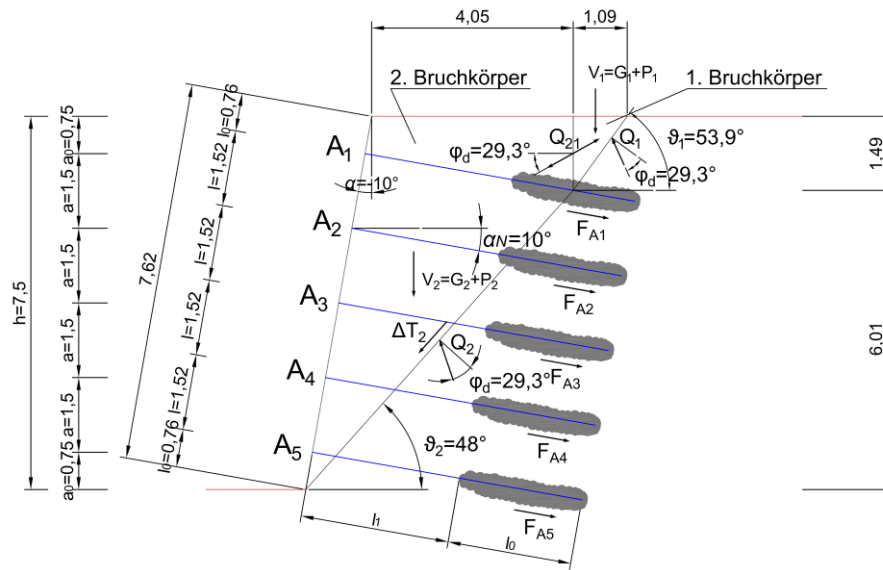 4,05
1,09
V₁=G₁+P₁
2. Bruchkörper
1. Bruchkörper
l₀=0,76
a₀=0,75
A₁
φd=29,3°
Q₂₁
Q₁
ϑ₁=53,9°
1,49
l=1,52
a=1,5
α=-10°
φd=29,3°
FA1
A₂
αN=10°
l=1,52
a=1,5
7,62
V₂=G₂+P₂
FA2
h=7,5
A₃
l=1,52
a=1,5
ΔT₂
Q₂
FA3
6,01
A₄
φd=29,3°
l=1,52
a=1,5
FA4
A₅
ϑ₂=48°
l₀=0,76
a₀=0,75
FA5
l₁
l₀